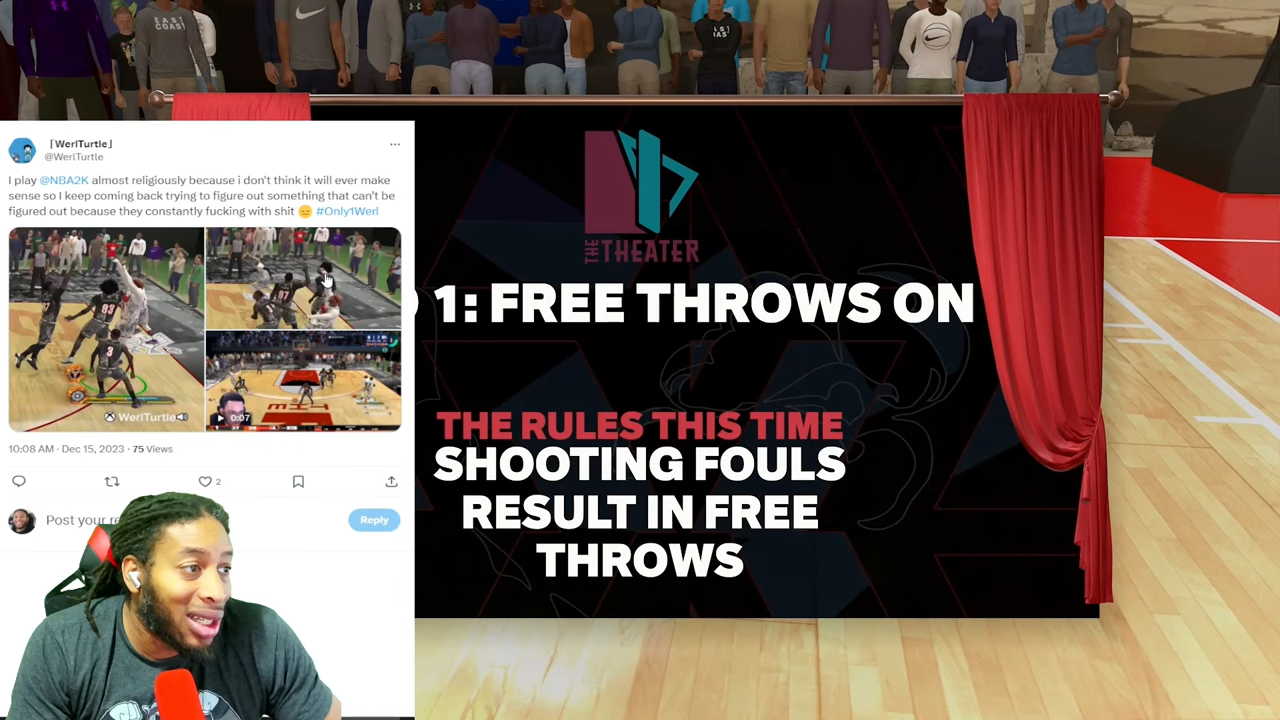 EAST
COAST
「WerlTurtle」
@WerlTurtle
I play @NBA2K almost religiously because i don't think it will ever make
sense so I keep coming back trying to figure out something that can't be
figured out because they constantly fucking with shit 😑 #Only1Werl
83
3
WerlTurtle
0:07
10:08 AM · Dec 15, 2023 · 75 Views
2
Post your re
Reply
THE THEATER
1: FREE THROWS ON
THE RULES THIS TIME
SHOOTING FOULS
RESULT IN FREE
THROWS